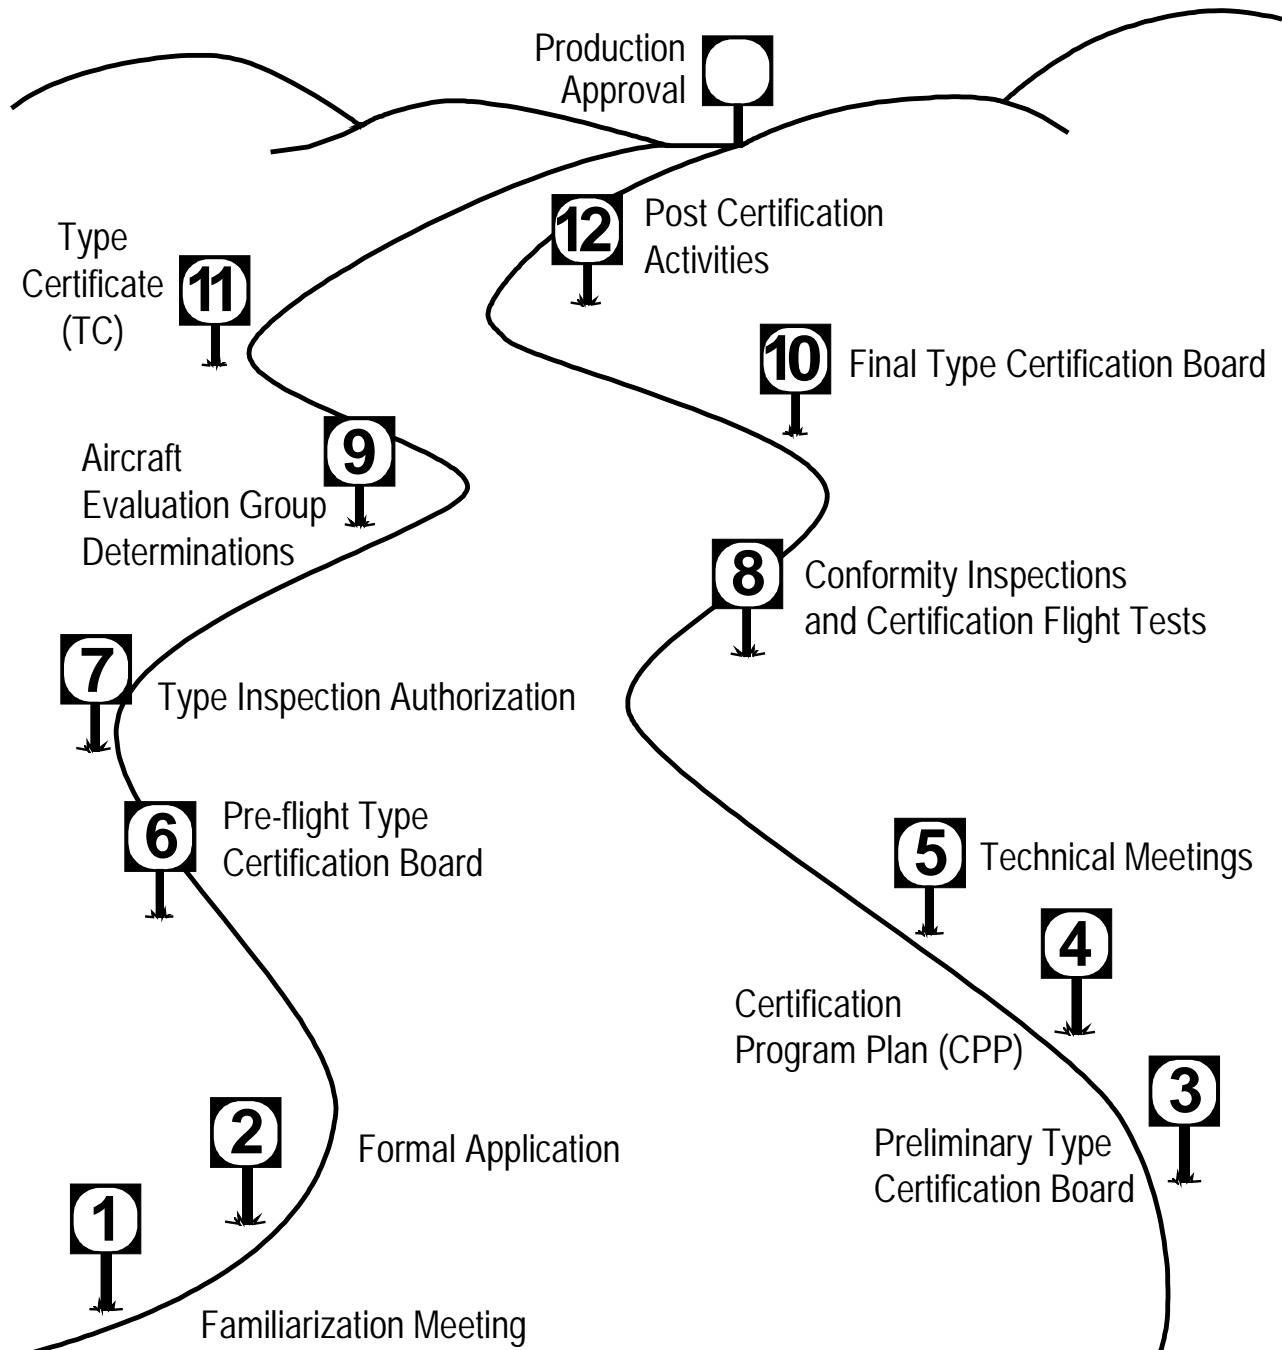 Production
Approval
12
Post Certification
Activities
Type
Certificate
(TC)
11
10
Final Type Certification Board
9
Aircraft
Evaluation Group
Determinations
8
Conformity Inspections
and Certification Flight Tests
7
Type Inspection Authorization
6
Pre-flight Type
Certification Board
5
Technical Meetings
4
Certification
Program Plan (CPP)
3
Preliminary Type
Certification Board
2
Formal Application
1
Familiarization Meeting